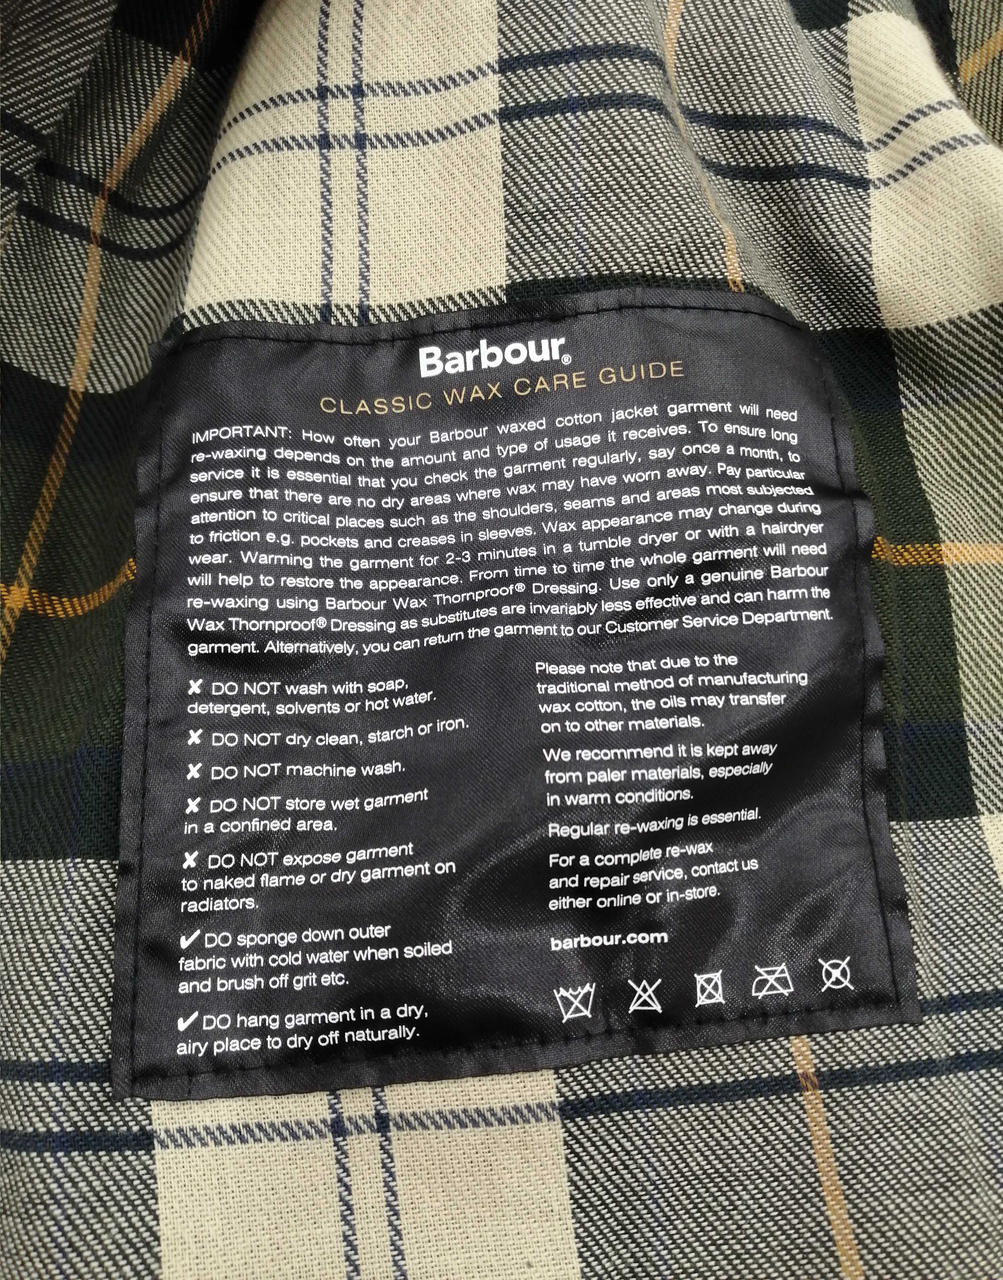 Barbour®
CLASSIC WAX CARE GUIDE
IMPORTANT: How often your Barbour waxed cotton jacket garment will need
re-waxing depends on the amount and type of usage it receives. To ensure long
service it is essential that you check the garment regularly, say once a month, to
ensure that there are no dry areas where wax may have worn away. Pay particular
attention to critical places such as the shoulders, seams and areas most subjected
to friction e.g. pockets and creases in sleeves. Wax appearance may change during
wear. Warming the garment for 2-3 minutes in a tumble dryer or with a hairdryer
will help to restore the appearance. From time to time the whole garment will need
re-waxing using Barbour Wax Thornproof® Dressing. Use only a genuine Barbour
Wax Thornproof® Dressing as substitutes are invariably less effective and can harm the
garment. Alternatively, you can return the garment to our Customer Service Department.
✘ DO NOT wash with soap,
detergent, solvents or hot water.
✘ DO NOT dry clean, starch or iron.
✘ DO NOT machine wash.
✘ DO NOT store wet garment
in a confined area.
✘ DO NOT expose garment
to naked flame or dry garment on
radiators.
✔ DO sponge down outer
fabric with cold water when soiled
and brush off grit etc.
✔ DO hang garment in a dry,
airy place to dry off naturally.
Please note that due to the
traditional method of manufacturing
wax cotton, the oils may transfer
on to other materials.
We recommend it is kept away
from paler materials, especially
in warm conditions.
Regular re-waxing is essential.
For a complete re-wax
and repair service, contact us
either online or in-store.
barbour.com